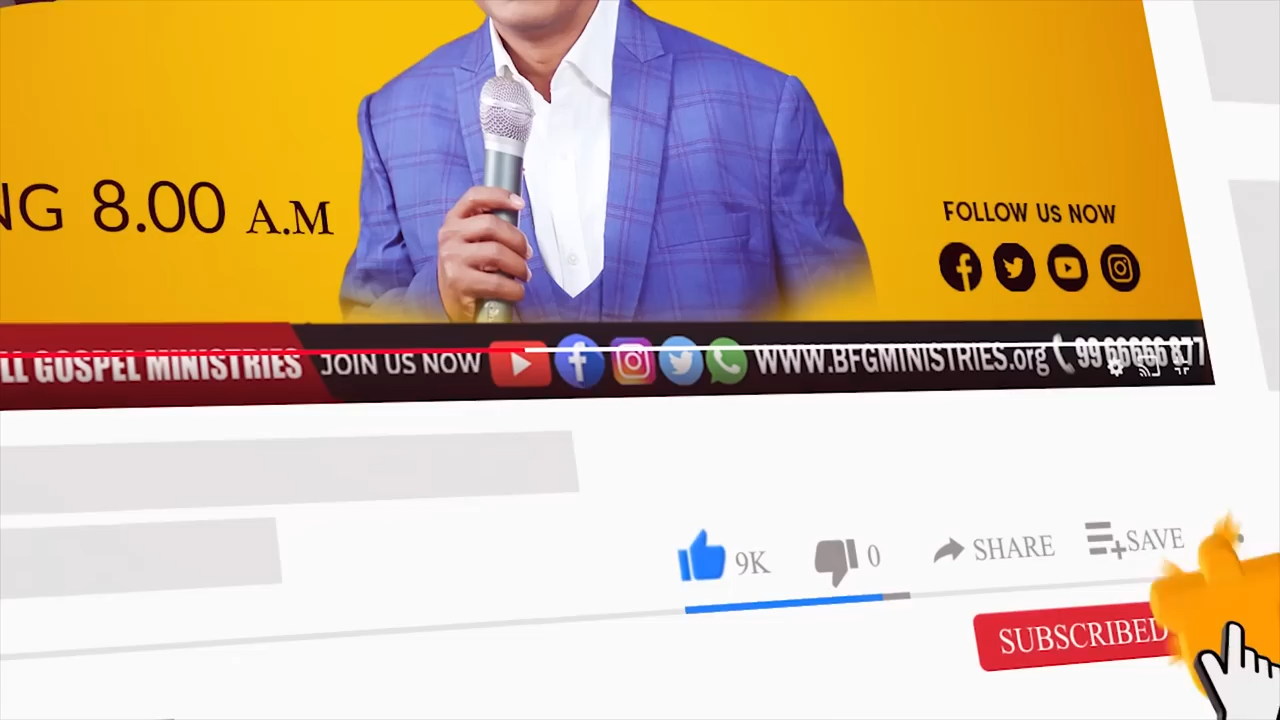 NG 8.00 A.M
FOLLOW US NOW
LL GOSPEL MINISTRIES JOIN US NOW WWW.BFGMINISTRIES.org
9K 0 SHARE SAVE
SUBSCRIBED